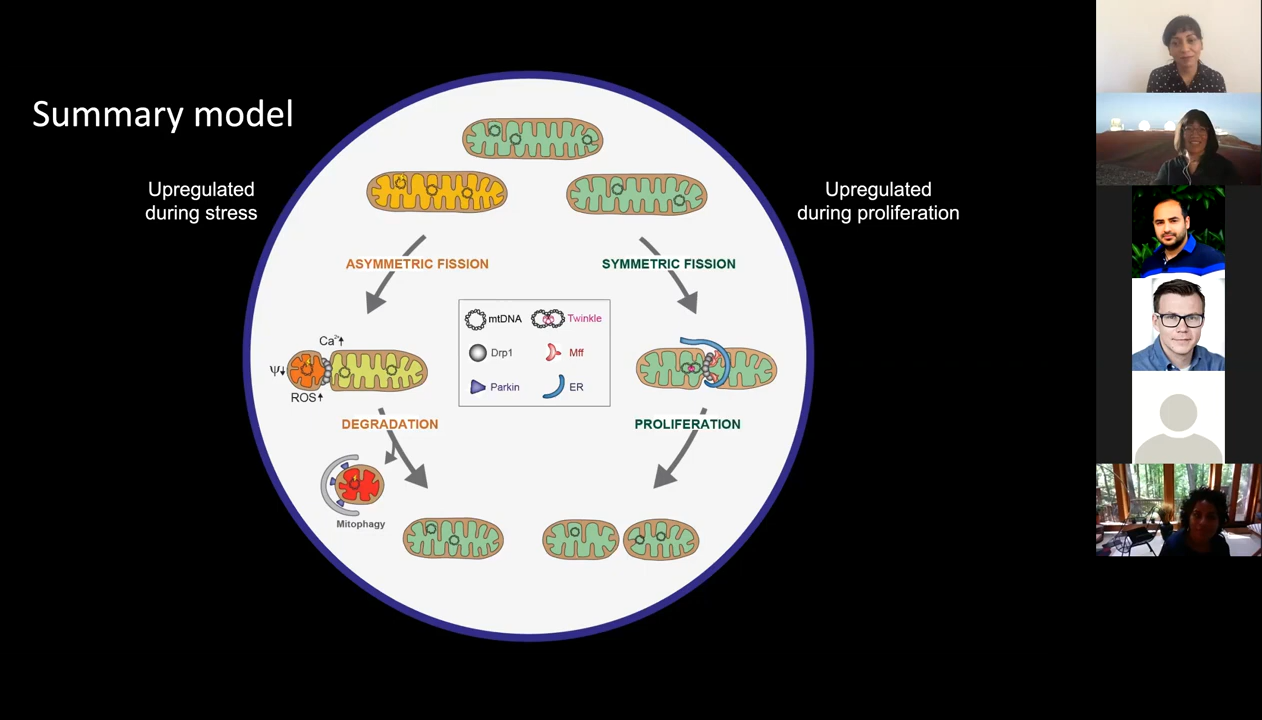 Summary model
Upregulated
during stress
Upregulated
during proliferation
ASYMMETRIC FISSION
SYMMETRIC FISSION
mtDNA
Twinkle
Drp1
Mff
Parkin
ER
Ca²⁺
Ψ
ROS
DEGRADATION
PROLIFERATION
Mitophagy